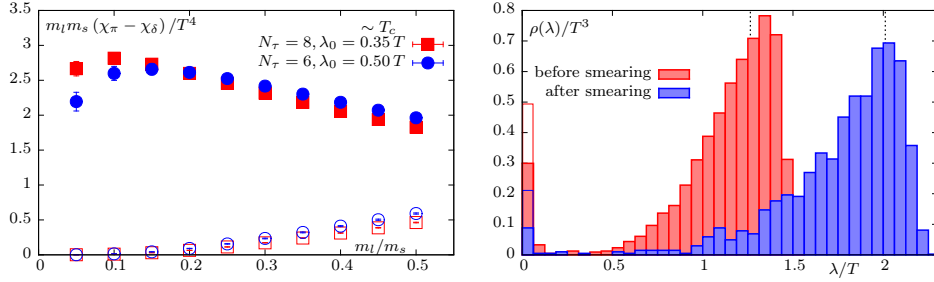 m_l m_s (χ_π − χ_δ) / T^4
∼ T_c
N_τ = 8, λ_0 = 0.35 T
N_τ = 6, λ_0 = 0.50 T
3.5
3
2.5
2
1.5
1
0.5
0
m_l/m_s
0 0.1 0.2 0.3 0.4 0.5
ρ(λ)/T^3
before smearing
after smearing
0.8
0.7
0.6
0.5
0.4
0.3
0.2
0.1
0
0 0.5 1 1.5 2
λ/T